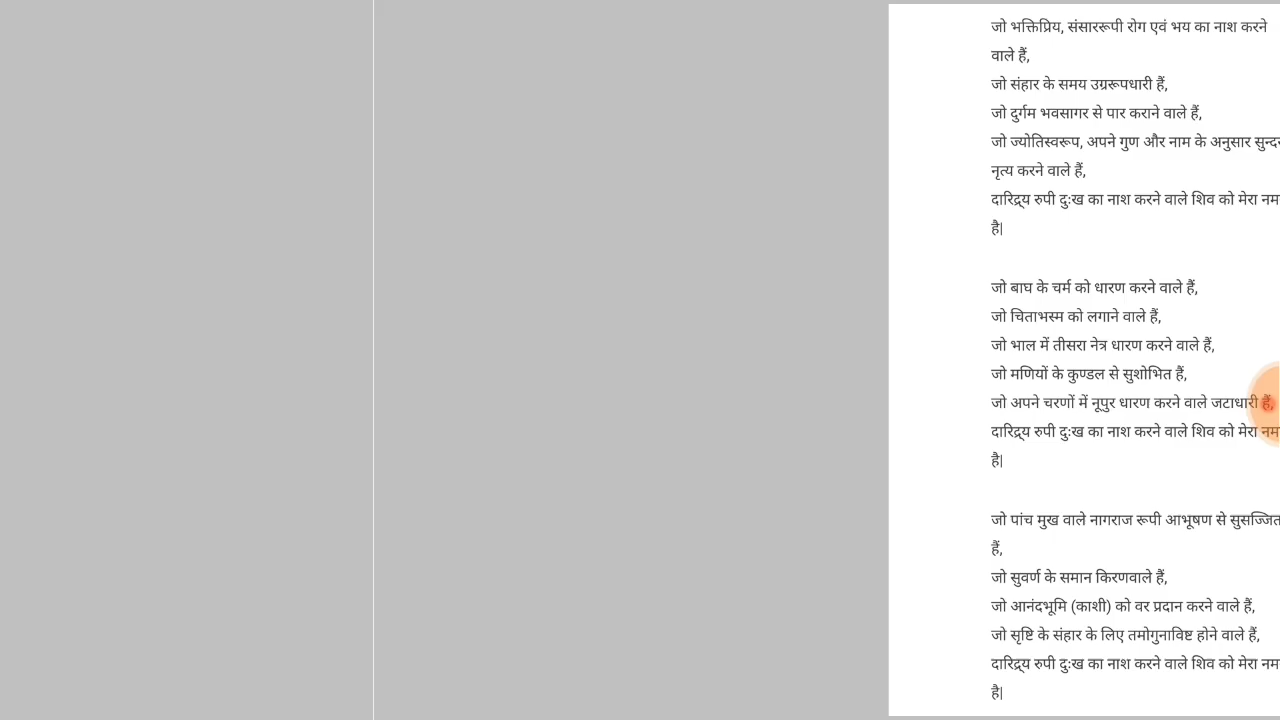 जो भक्तिप्रिय, संसाररूपी रोग एवं भय का नाश करने
वाले हैं,
जो संहार के समय उग्ररूपधारी हैं,
जो दुर्गम भवसागर से पार कराने वाले हैं,
जो ज्योतिस्वरूप, अपने गुण और नाम के अनुसार
नृत्य करने वाले हैं,
दारिद्र्य रुपी दुःख का नाश करने वाले शिव को मेरा
है|
जो बाघ के चर्म को धारण करने वाले हैं,
जो चिताभस्म को लगाने वाले हैं,
जो भाल में तीसरा नेत्र धारण करने वाले हैं,
जो मणियों के कुण्डल से सुशोभित हैं,
जो अपने चरणों में नूपुर धारण करने वाले जटाधारी हैं,
दारिद्र्य रुपी दुःख का नाश करने वाले शिव को मेरा
है|
जो पांच मुख वाले नागराज रूपी आभूषण से सुसज्जित
हैं,
जो सुवर्ण के समान किरणवाले हैं,
जो आनंदभूमि (काशी) को वर प्रदान करने वाले हैं,
जो सृष्टि के संहार के लिए तमोगुनाविष्ट होने वाले हैं,
दारिद्र्य रुपी दुःख का नाश करने वाले शिव को मेरा
है|